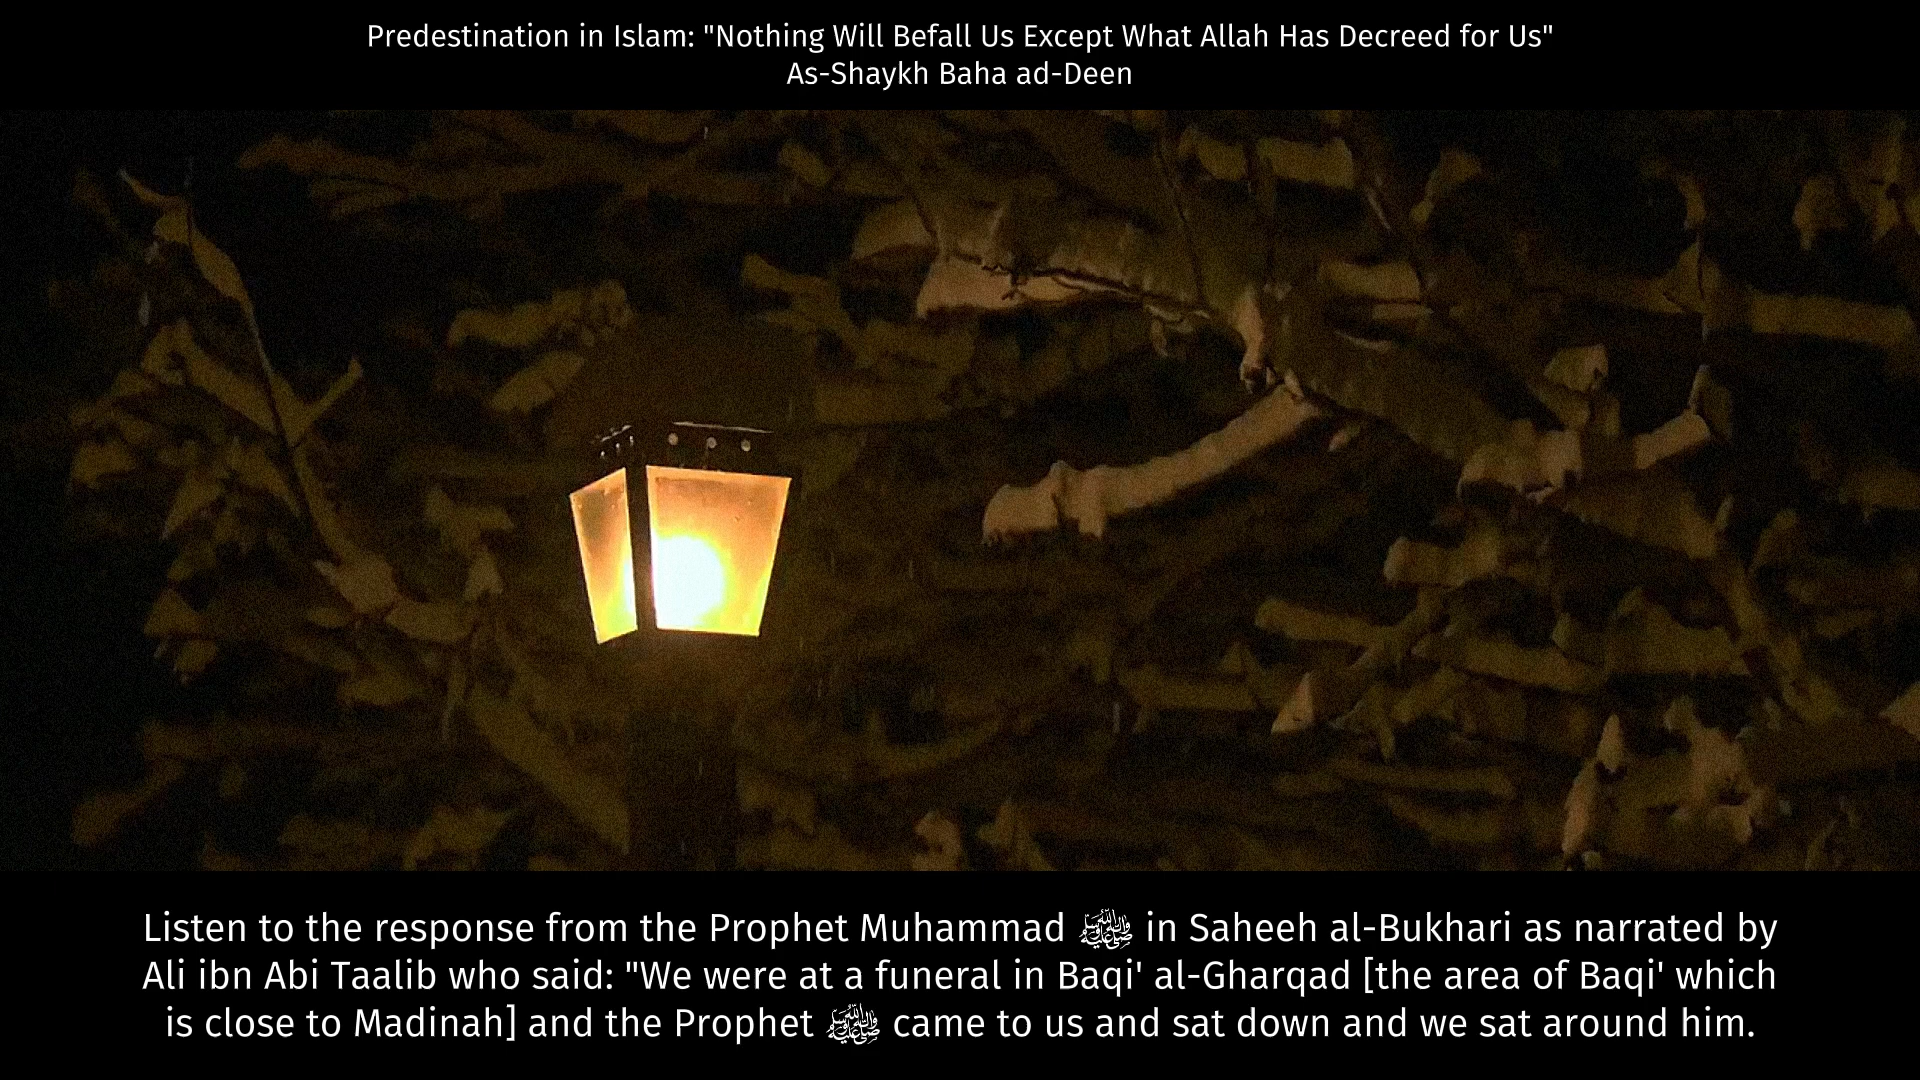 Predestination in Islam: "Nothing Will Befall Us Except What Allah Has Decreed for Us"
As-Shaykh Baha ad-Deen
Listen to the response from the Prophet Muhammad ﷺ in Saheeh al-Bukhari as narrated by
Ali ibn Abi Taalib who said: "We were at a funeral in Baqi' al-Gharqad [the area of Baqi' which
is close to Madinah] and the Prophet ﷺ came to us and sat down and we sat around him.